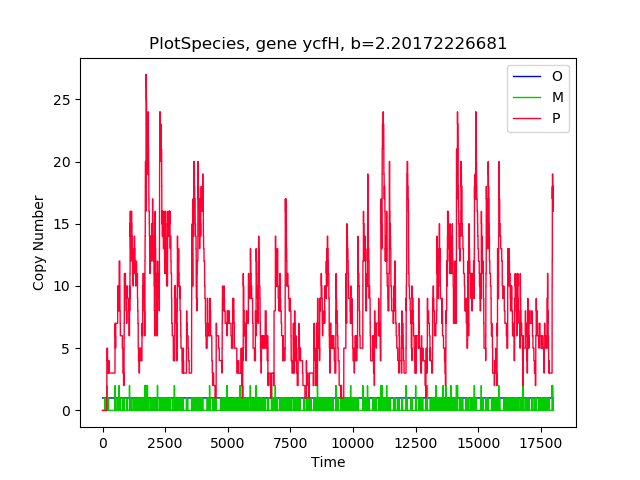 PlotSpecies, gene ycfH, b=2.20172226681
O
M
P
Copy Number
25
20
15
10
5
0
0 2500 5000 7500 10000 12500 15000 17500
Time